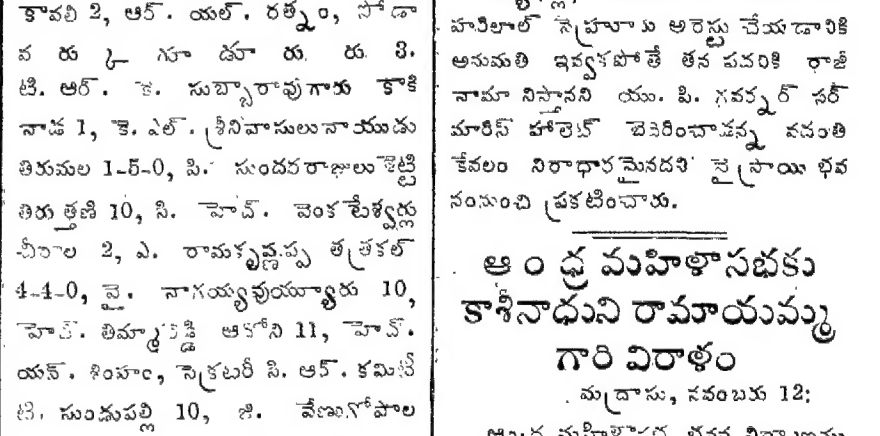 కావలి 2, ఆర్. యల్. రత్నం, సోడా
వ రు గూ డూ రు. రు. 3.
టి. ఆర్. కె. సుబ్బారావుగారు కాకి
నాడ 1, కె. ఎల్. శ్రీనివాసులునాయుడు
తిరుమల 1-5-0, పి. సుందరరాజులుశెట్టి
తిరుత్తణి 10, సి. హెచ్. వెంకటేశ్వర్లు
చీరాల 2, ఎ. రామకృష్ణప్ప తత్రకల్
4-4-0, వై. నాగయ్యవుయ్యూరు 10,
హెచ్. తిమ్మారెడ్డి ఆకోని 11, హెచ్.
యన్. శింహం, సెక్రటరీ సి. ఆర్. కమిటీ
టి. సుండుపల్లి 10, జి. వేణుగోపాల
హరిలాల్ నెహ్రూను అరెస్టు చేయడానికి
అనుమతి ఇవ్వకపోతే తన పదవికి రాజీ
నామా నిస్తానని యు. పి. గవర్నర్ సర్
మారిస్ హాలెట్ బెదిరించాడన్న వదంతి
కేవలం నిరాధారమైనదని వైస్రాయి భవ
నంనుంచి ప్రకటించారు.
ఆంధ్ర మహిళాసభకు
కాశీనాధుని రామాయమ్మ
గారి విరాళం
మద్రాసు, నవంబరు 12: